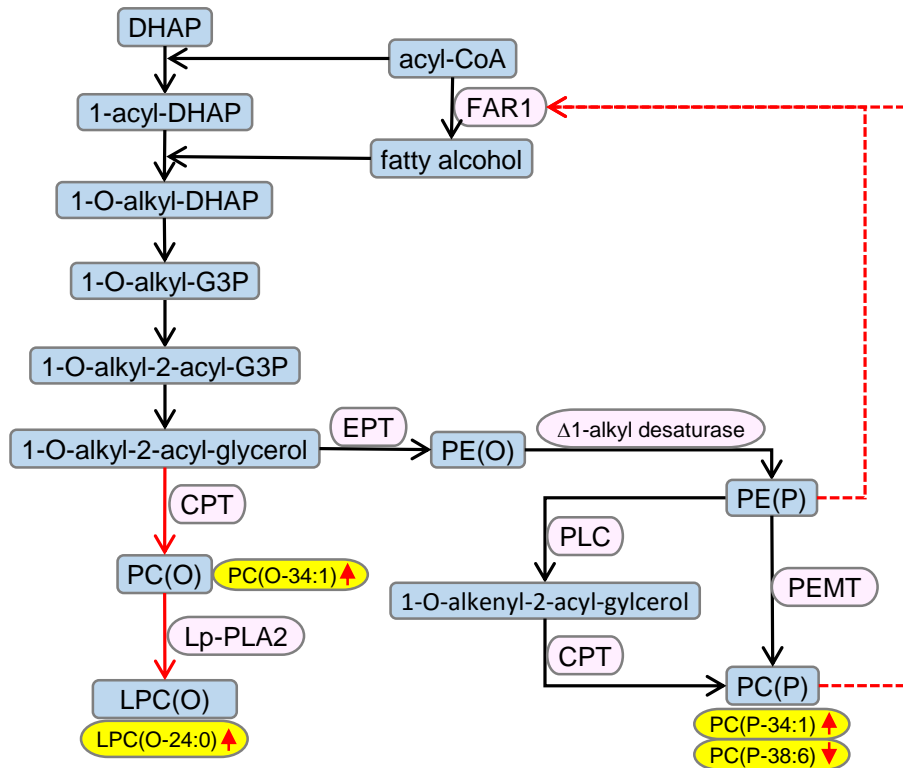 DHAP
acyl-CoA
FAR1
1-acyl-DHAP
fatty alcohol
1-O-alkyl-DHAP
1-O-alkyl-G3P
1-O-alkyl-2-acyl-G3P
1-O-alkyl-2-acyl-glycerol
EPT
PE(O)
Δ1-alkyl desaturase
PE(P)
CPT
PLC
PC(O)
PC(O-34:1)
1-O-alkenyl-2-acyl-gylcerol
PEMT
Lp-PLA2
CPT
LPC(O)
PC(P)
LPC(O-24:0)
PC(P-34:1)
PC(P-38:6)